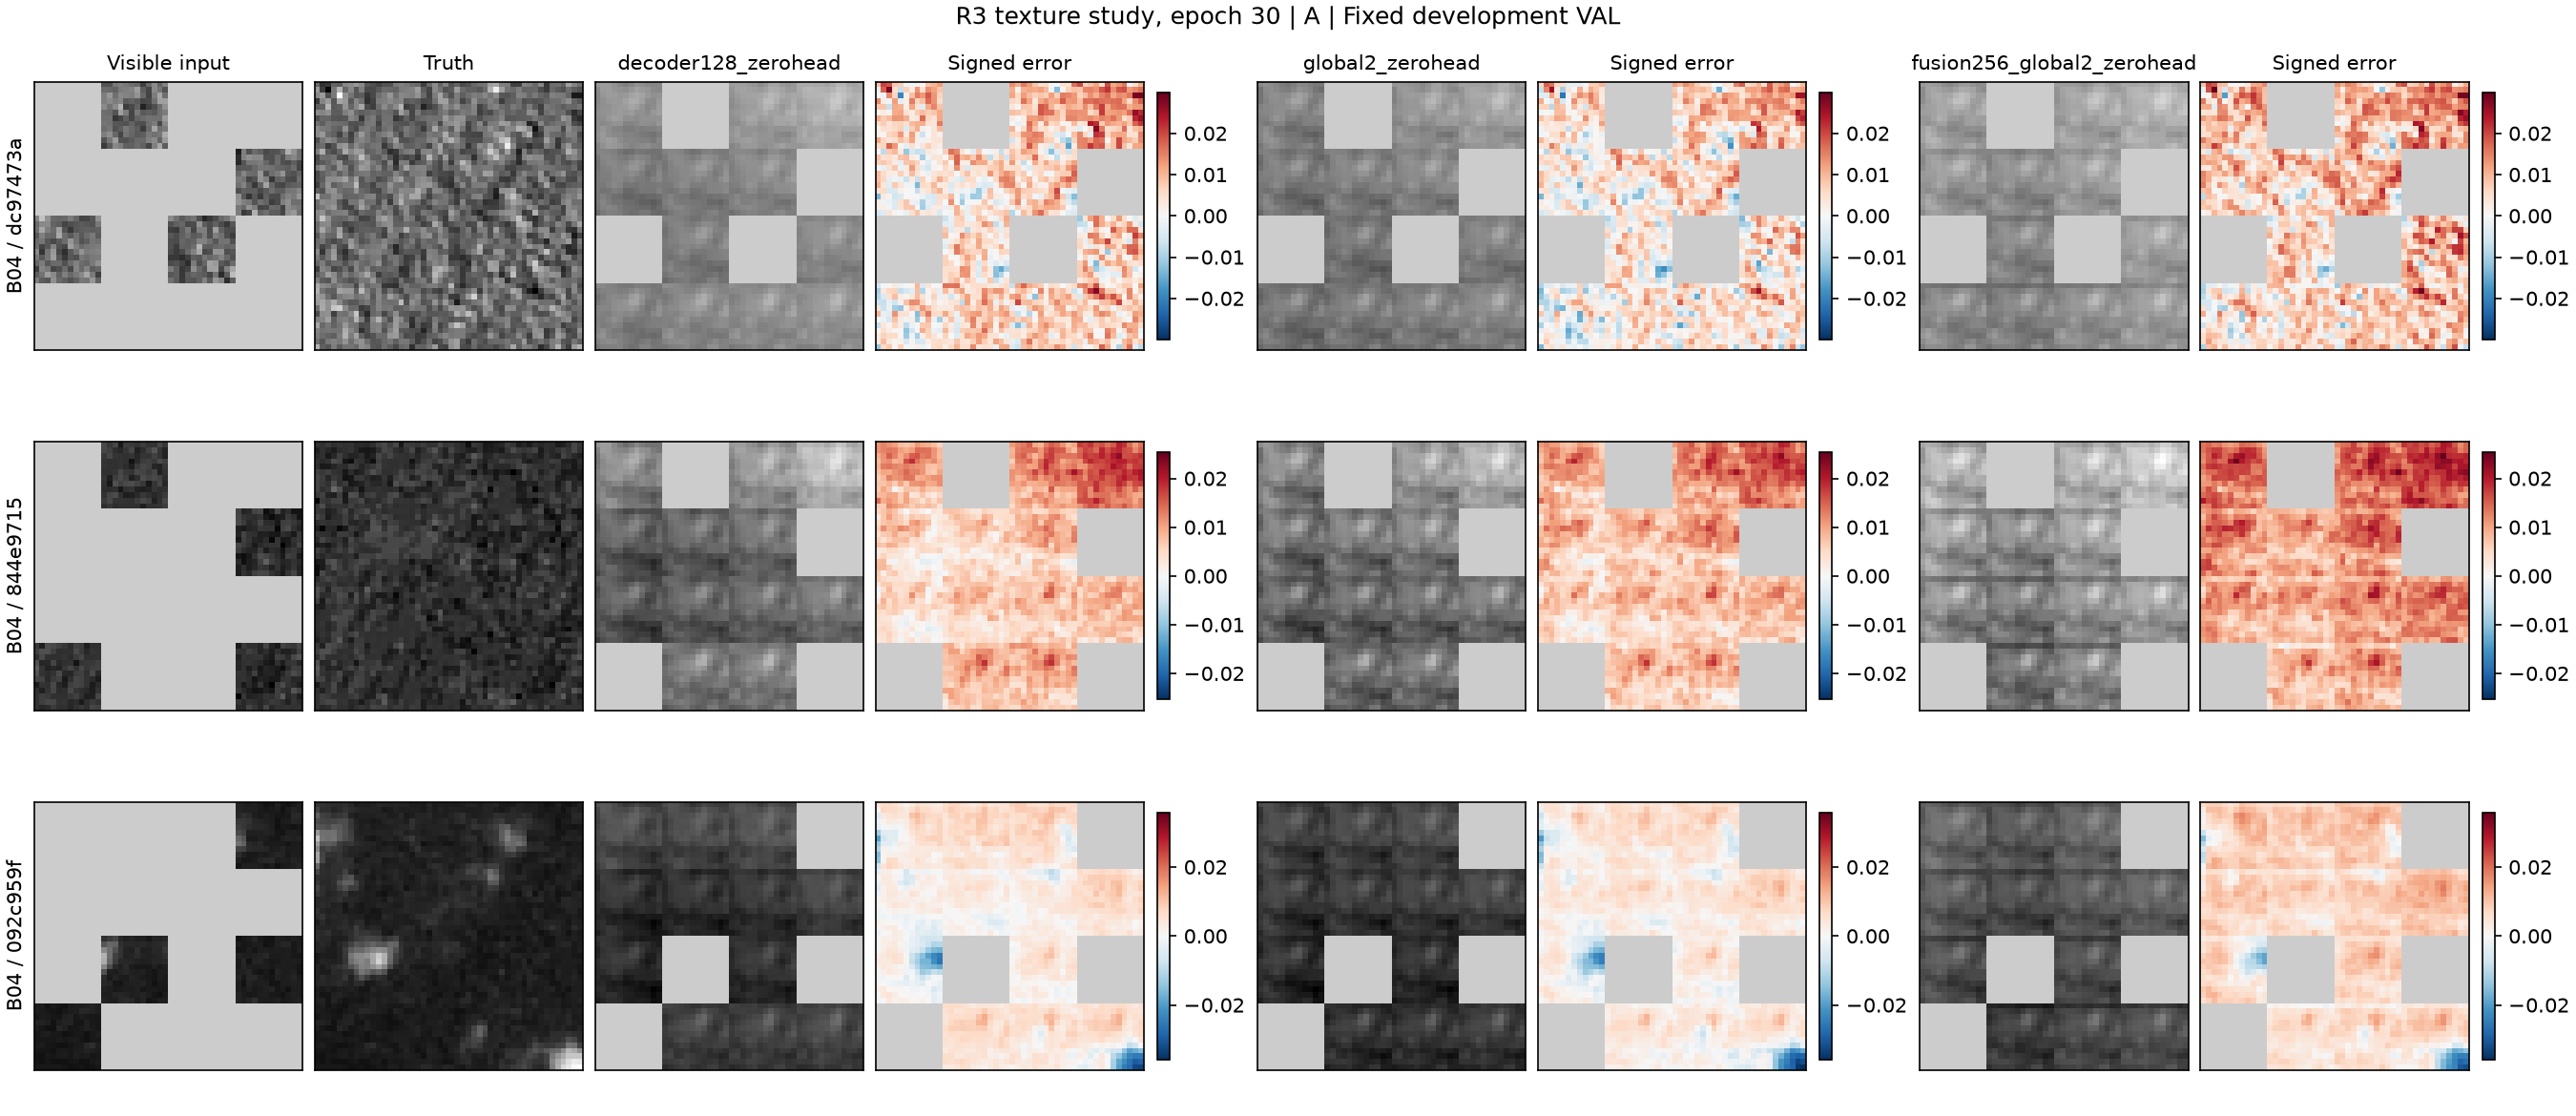 R3 texture study, epoch 30 | A | Fixed development VAL
Visible input Truth decoder128_zerohead Signed error global2_zerohead Signed error fusion256_global2_zerohead Signed error
B04 / dc97473a
0.02 0.02 0.02
0.01 0.01 0.01
0.00 0.00 0.00
−0.01 −0.01 −0.01
−0.02 −0.02 −0.02
B04 / 844e9715
0.02 0.02 0.02
0.01 0.01 0.01
0.00 0.00 0.00
−0.01 −0.01 −0.01
−0.02 −0.02 −0.02
B04 / 092c959f
0.02 0.02 0.02
0.00 0.00 0.00
−0.02 −0.02 −0.02